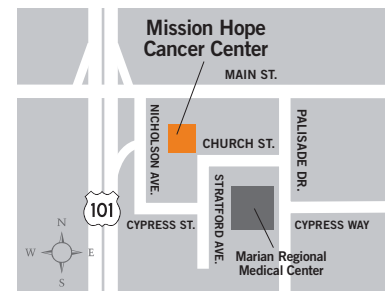 Mission Hope
Cancer Center
MAIN ST.
NICHOLSON AVE.
CHURCH ST.
PALISADE DR.
STRATFORD AVE.
101
CYPRESS ST.
CYPRESS WAY
N
W
E
S
Marian Regional
Medical Center